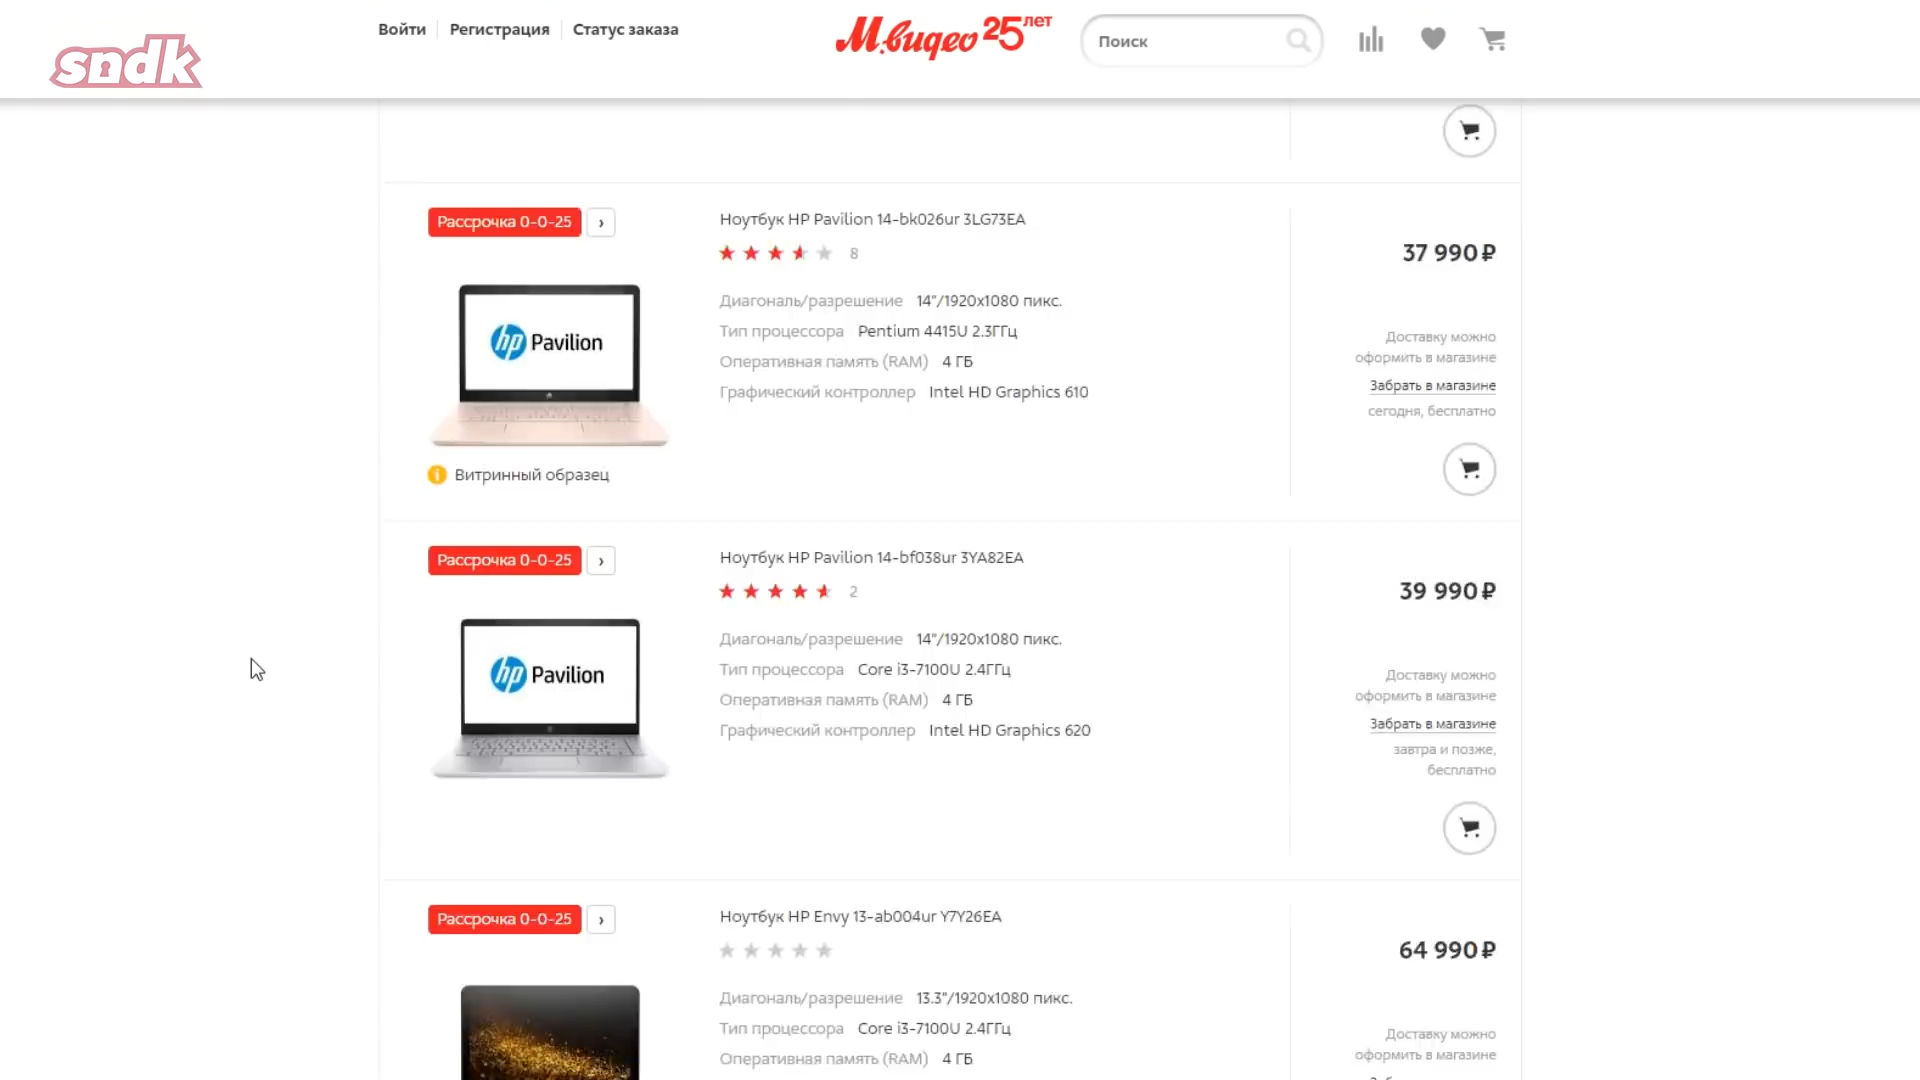 sndk
Войти
Регистрация
Статус заказа
М.видео 25 лет
Поиск
Рассрочка 0-0-25
Ноутбук HP Pavilion 14-bk026ur 3LG73EA
8
37 990 ₽
hp Pavilion
Диагональ/разрешение 14"/1920x1080 пикс.
Тип процессора Pentium 4415U 2.3ГГц
Оперативная память (RAM) 4 ГБ
Графический контроллер Intel HD Graphics 610
Доставку можно
оформить в магазине
Забрать в магазине
сегодня, бесплатно
Витринный образец
Рассрочка 0-0-25
Ноутбук HP Pavilion 14-bf038ur 3YA82EA
2
39 990 ₽
hp Pavilion
Диагональ/разрешение 14"/1920x1080 пикс.
Тип процессора Core i3-7100U 2.4ГГц
Оперативная память (RAM) 4 ГБ
Графический контроллер Intel HD Graphics 620
Доставку можно
оформить в магазине
Забрать в магазине
завтра и позже,
бесплатно
Рассрочка 0-0-25
Ноутбук HP Envy 13-ab004ur Y7Y26EA
64 990 ₽
Диагональ/разрешение 13.3"/1920x1080 пикс.
Тип процессора Core i3-7100U 2.4ГГц
Оперативная память (RAM) 4 ГБ
Доставку можно
оформить в магазине